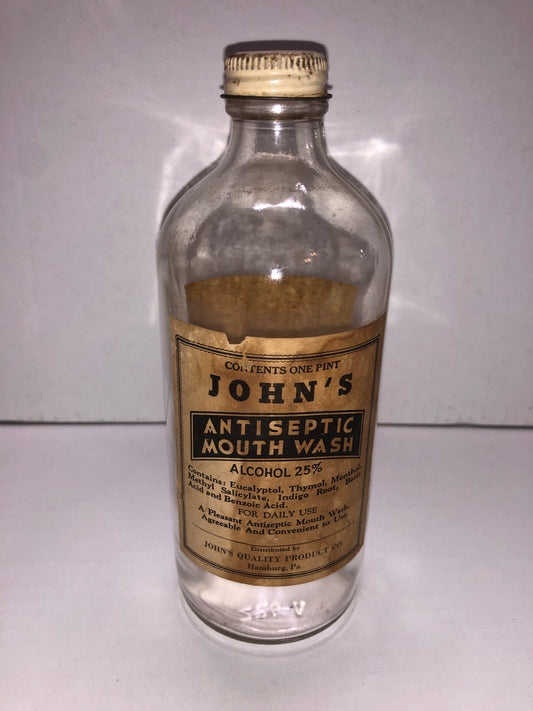 CONTENTS ONE PINT
JOHN'S
ANTISEPTIC
MOUTH WASH
ALCOHOL 25%
Contains: Eucalyptol, Thymol, Menthol,
Methyl Salicylate, Indigo Root, Boric
Acid and Benzoic Acid.
FOR DAILY USE
A Pleasant Antiseptic Mouth Wash.
Agreeable And Convenient to Use.
Distributed by
JOHN'S QUALITY PRODUCT CO.
Hamburg, Pa.